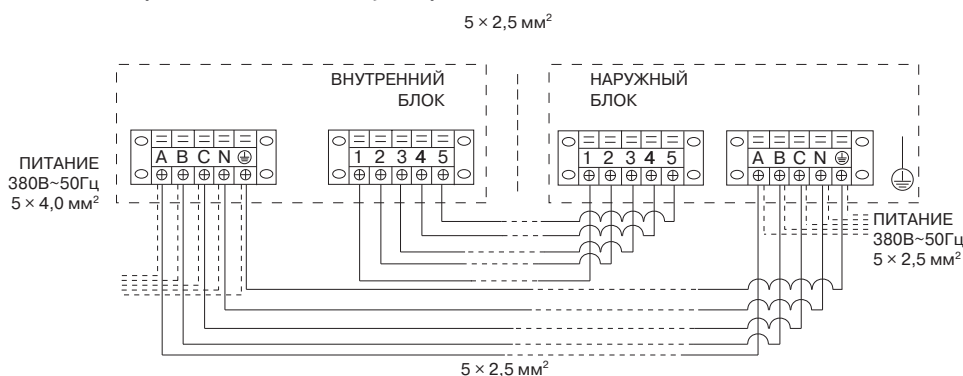 5 × 2,5 мм²
ВНУТРЕННИЙ
БЛОК
НАРУЖНЫЙ
БЛОК
A B C N
1 2 3 4 5
1 2 3 4 5
A B C N
ПИТАНИЕ
380В~50Гц
5 × 4,0 мм²
ПИТАНИЕ
380В~50Гц
5 × 2,5 мм²
5 × 2,5 мм²